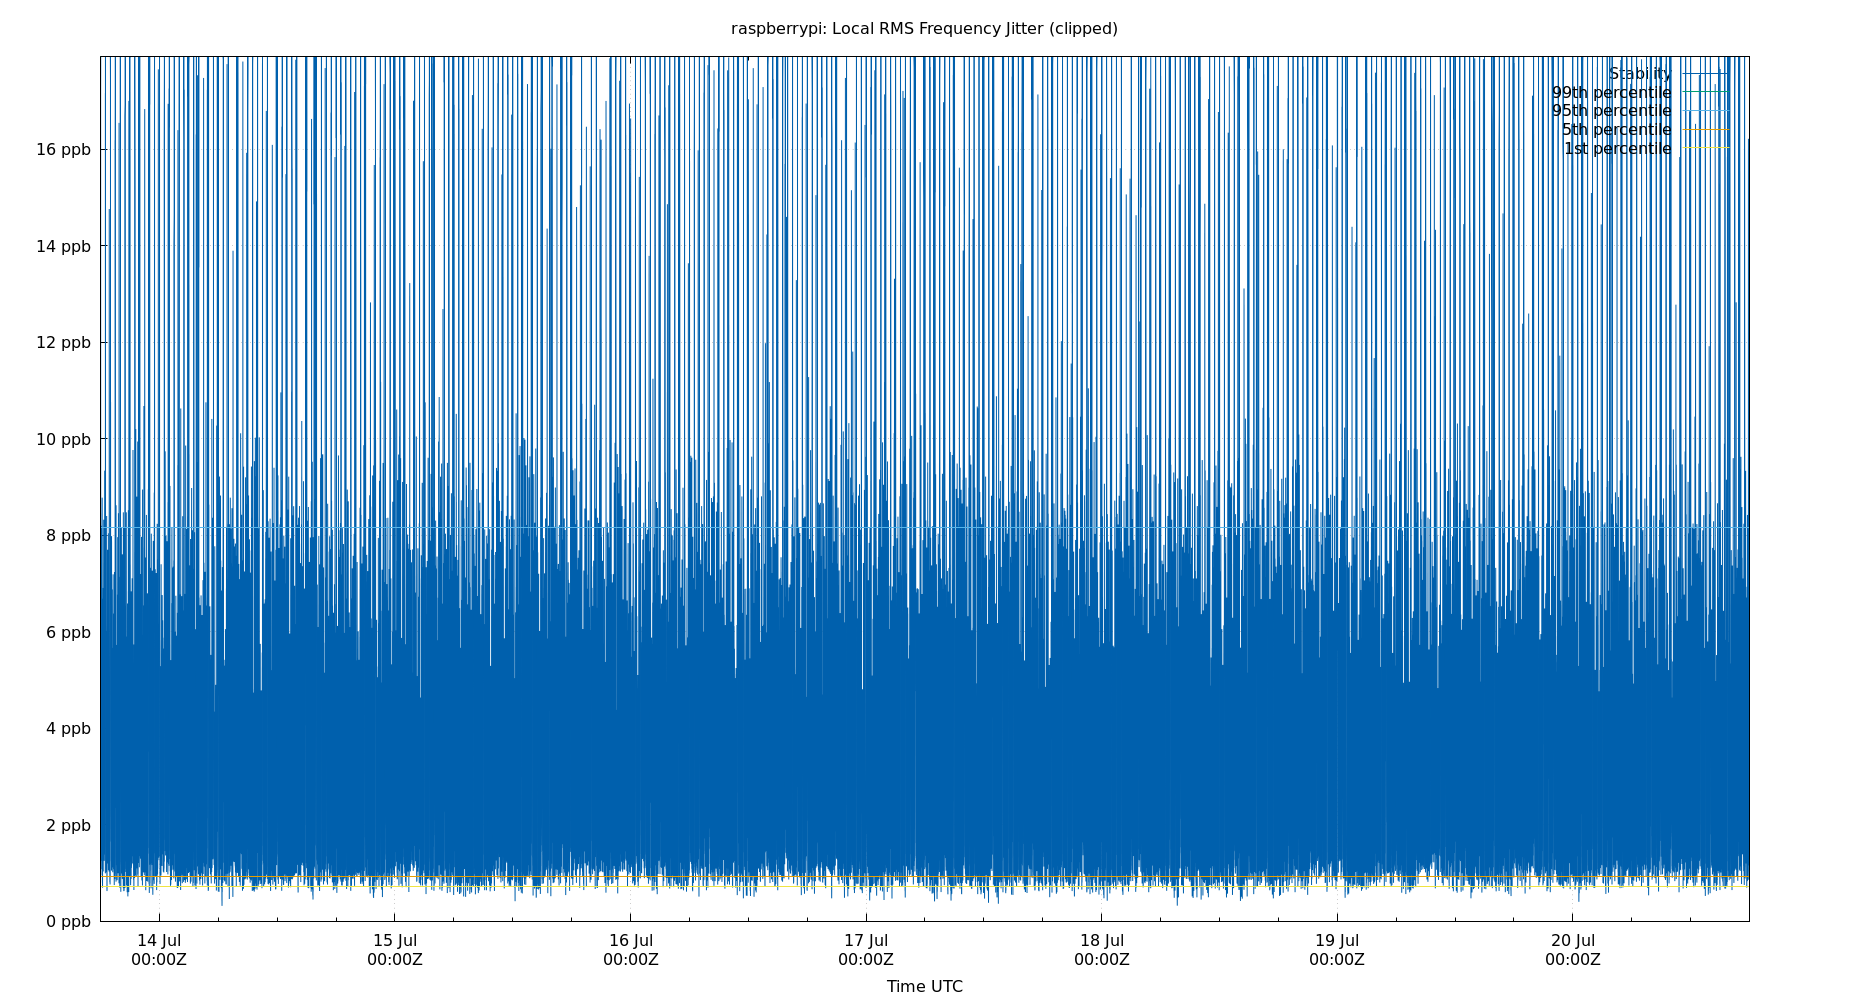 raspberrypi: Local RMS Frequency Jitter (clipped)
Stability
99th percentile
95th percentile
5th percentile
1st percentile
16 ppb
14 ppb
12 ppb
10 ppb
8 ppb
6 ppb
4 ppb
2 ppb
0 ppb
14 Jul 15 Jul 16 Jul 17 Jul 18 Jul 19 Jul 20 Jul
00:00Z 00:00Z 00:00Z 00:00Z 00:00Z 00:00Z 00:00Z
Time UTC